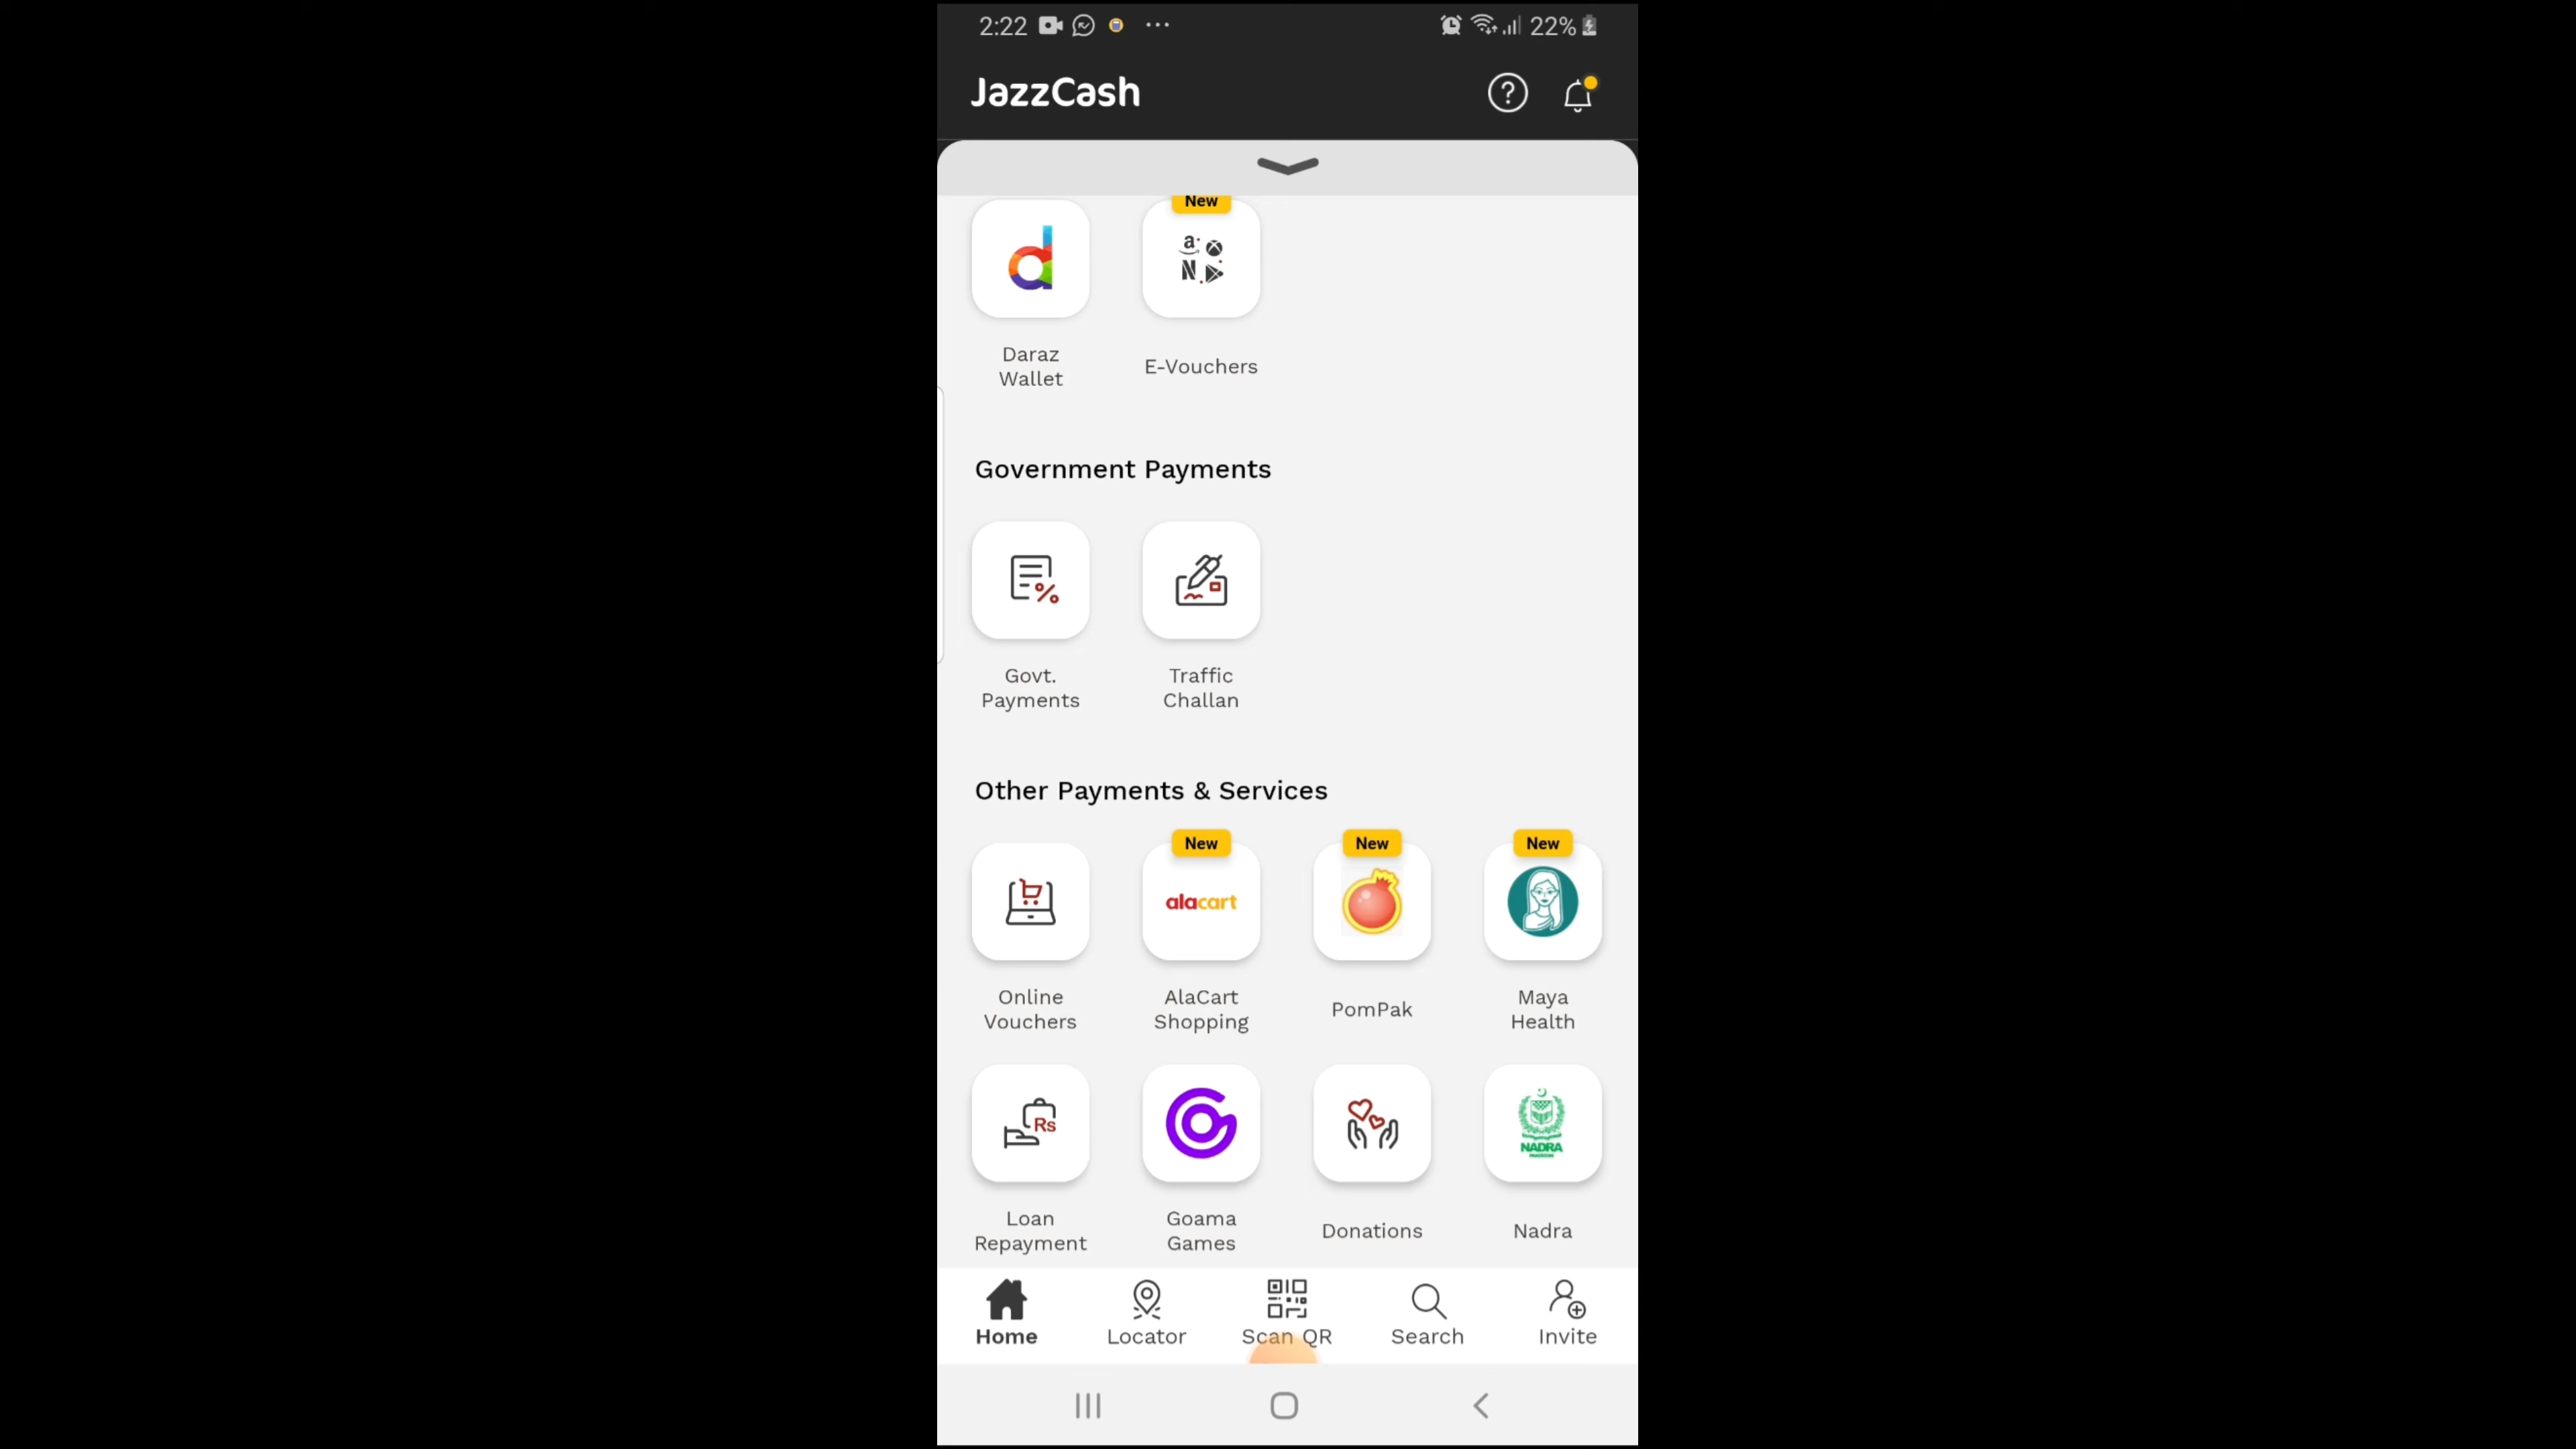 2:22 22%
JazzCash
New
a
N
Daraz
Wallet
E-Vouchers
Government Payments
Govt.
Payments
Traffic
Challan
Other Payments & Services
New New New
alacart
Online
Vouchers
AlaCart
Shopping
PomPak
Maya
Health
Rs
NADRA
Loan
Repayment
Goama
Games
Donations
Nadra
Home Locator Scan QR Search Invite